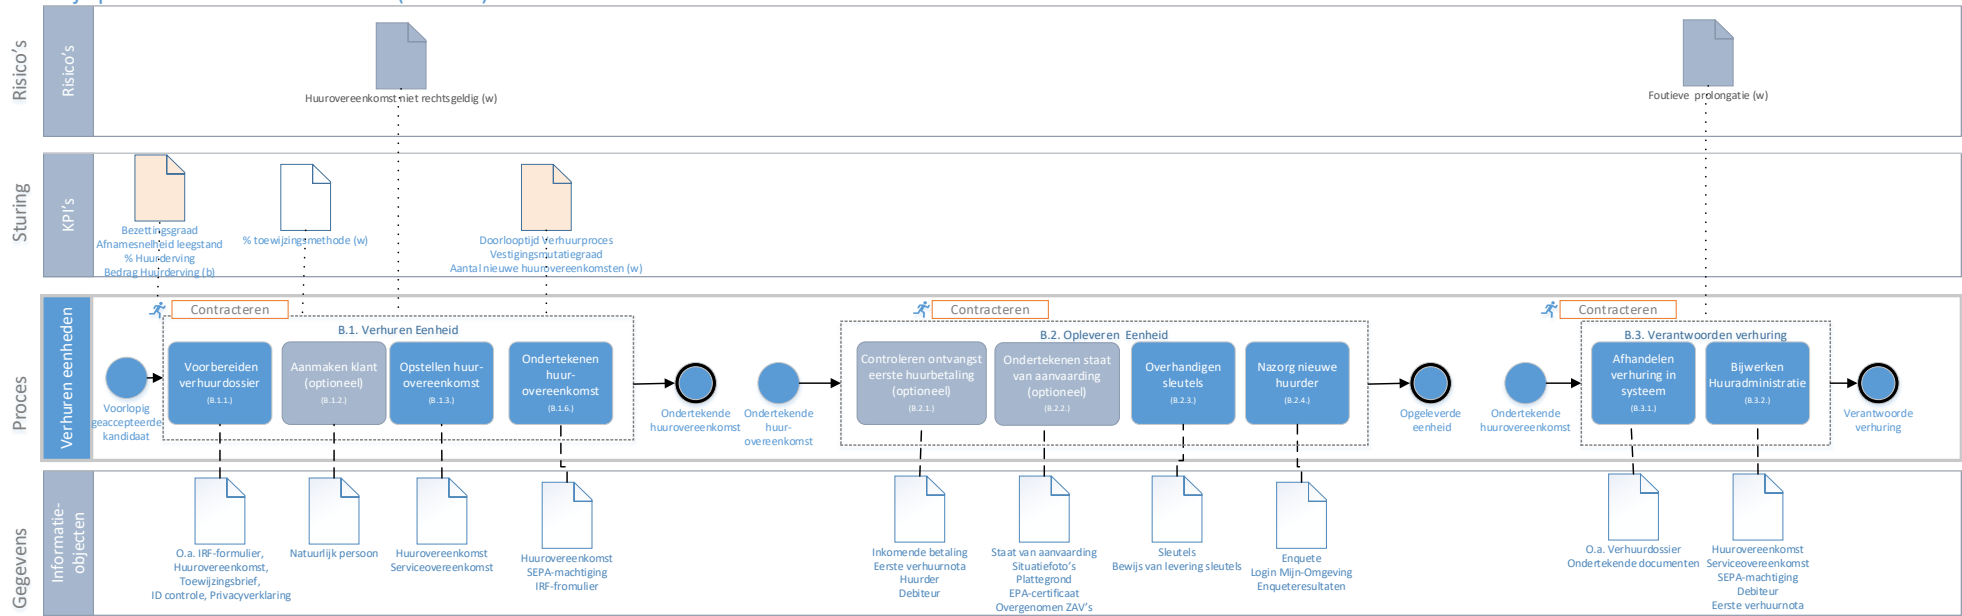 Risico's
Risico's
Huurovereenkomst niet rechtsgeldig (w)
Foutieve prolongatie (w)
Sturing
KPI's
Bezettingsgraad
Afnamesnelheid leegstand
% Huurderving
Bedrag Huurderving (b)
% toewijzingsmethode (w)
Doorlooptijd Verhuurproces
Vestigingsmutatiegraad
Aantal nieuwe huurovereenkomsten (w)
Proces
Verhuren eenheden
Voorlopig
geaccepteerde
kandidaat
Contracteren
B.1. Verhuren Eenheid
Voorbereiden
verhuurdossier
(B.1.1.)
Aanmaken klant
(optioneel)
(B.1.2.)
Opstellen huur-
overeenkomst
(B.1.3.)
Ondertekenen
huur-
overeenkomst
(B.1.6.)
Ondertekende
huurovereenkomst
Ondertekende
huur-
overeenkomst
Contracteren
B.2. Opleveren Eenheid
Controleren ontvangst
eerste huurbetaling
(optioneel)
(B.2.1.)
Ondertekenen staat
van aanvaarding
(optioneel)
(B.2.2.)
Overhandigen
sleutels
(B.2.3.)
Nazorg nieuwe
huurder
(B.2.4.)
Opgeleverde
eenheid
Ondertekende
huurovereenkomst
Contracteren
B.3. Verantwoorden verhuring
Afhandelen
verhuring in
systeem
(B.3.1.)
Bijwerken
Huuradministratie
(B.3.2.)
Verantwoorde
verhuring
Gegevens
Informatie-
objecten
O.a. IRF-formulier,
Huurovereenkomst,
Toewijzingsbrief,
ID controle, Privacyverklaring
Natuurlijk persoon
Huurovereenkomst
Serviceovereenkomst
Huurovereenkomst
SEPA-machtiging
IRF-fromulier
Inkomende betaling
Eerste verhuurnota
Huurder
Debiteur
Staat van aanvaarding
Situatiefoto's
Plattegrond
EPA-certificaat
Overgenomen ZAV's
Sleutels
Bewijs van levering sleutels
Enquete
Login Mijn-Omgeving
Enqueteresultaten
O.a. Verhuurdossier
Ondertekende documenten
Huurovereenkomst
Serviceovereenkomst
SEPA-machtiging
Debiteur
Eerste verhuurnota